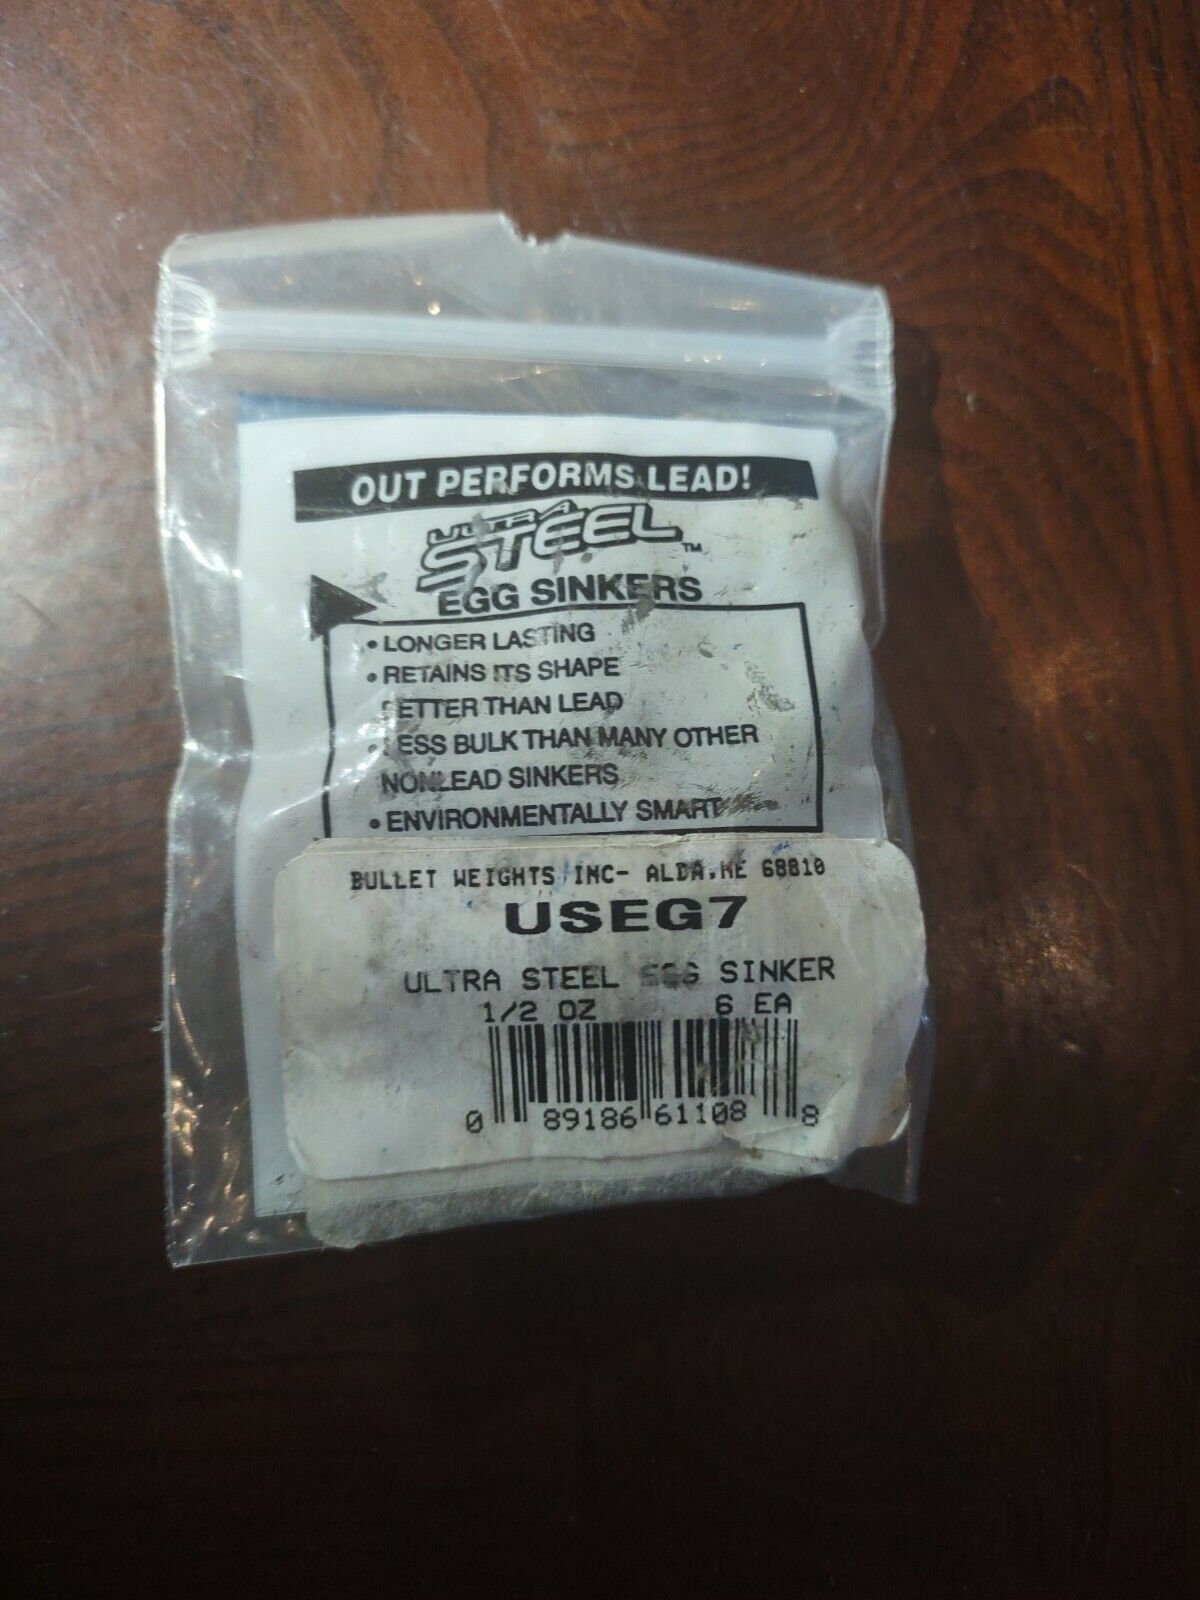 OUT PERFORMS LEAD!
ULTRA
STEEL™
EGG SINKERS
• LONGER LASTING
• RETAINS ITS SHAPE
BETTER THAN LEAD
• LESS BULK THAN MANY OTHER
NONLEAD SINKERS
• ENVIRONMENTALLY SMART
BULLET WEIGHTS INC- ALDA,NE 68810
USEG7
ULTRA STEEL EGG SINKER
1/2 OZ 6 EA
0 89186 61108 8